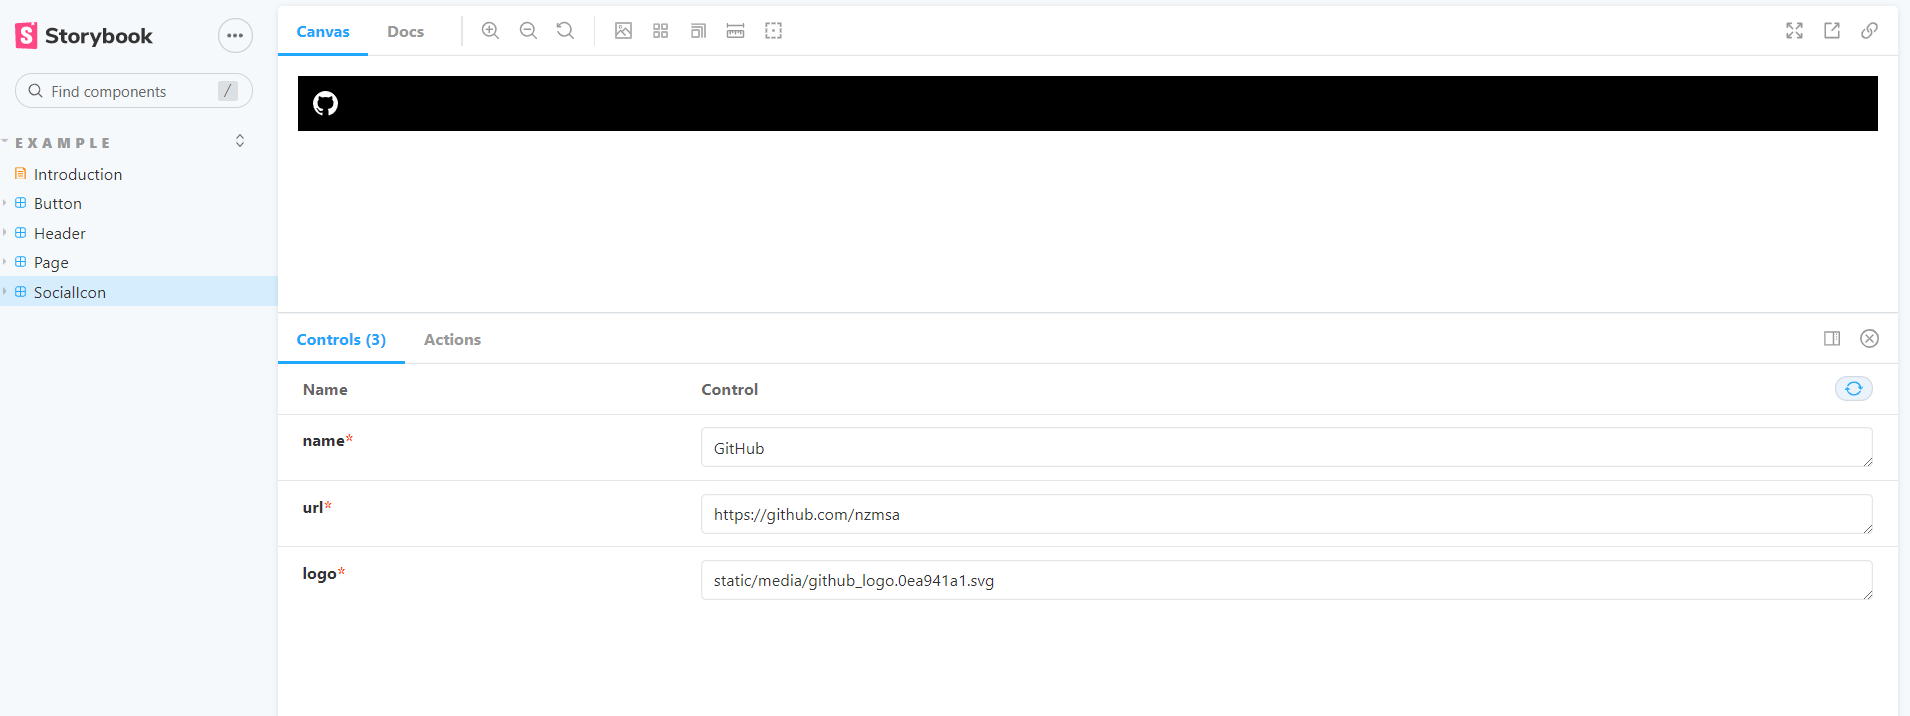 Storybook
Find components
/
EXAMPLE
Introduction
Button
Header
Page
SocialIcon
Canvas
Docs
Controls (3)
Actions
Name
Control
name*
GitHub
url*
https://github.com/nzmsa
logo*
static/media/github_logo.0ea941a1.svg